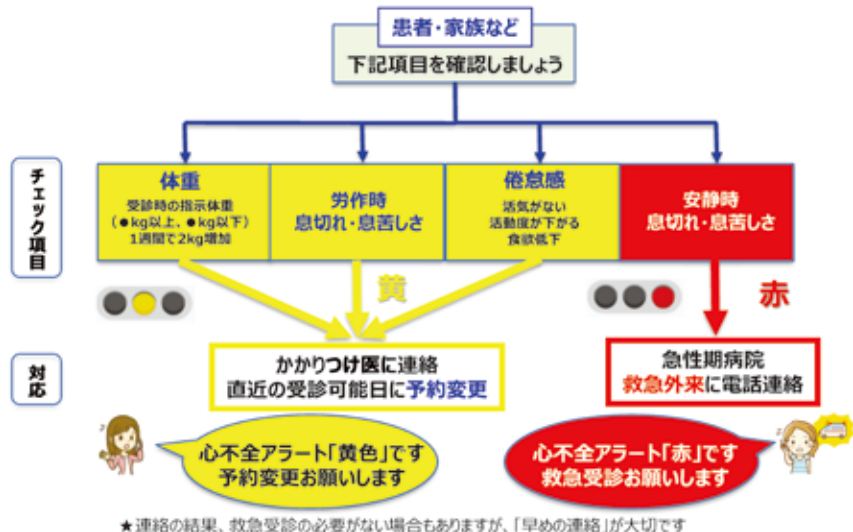 患者・家族など
下記項目を確認しましょう
チェック項目
体重
受診時の指示体重
(●kg以上、●kg以下)
1週間で2kg増加
労作時
息切れ・息苦しさ
倦怠感
活気がない
活動度が下がる
食欲低下
安静時
息切れ・息苦しさ
黄
赤
対応
かかりつけ医に連絡
直近の受診可能日に予約変更
急性期病院
救急外来に電話連絡
心不全アラート「黄色」です
予約変更お願いします
心不全アラート「赤」です
救急受診お願いします
★連絡の結果、救急受診の必要がない場合もありますが、「早めの連絡」が大切です